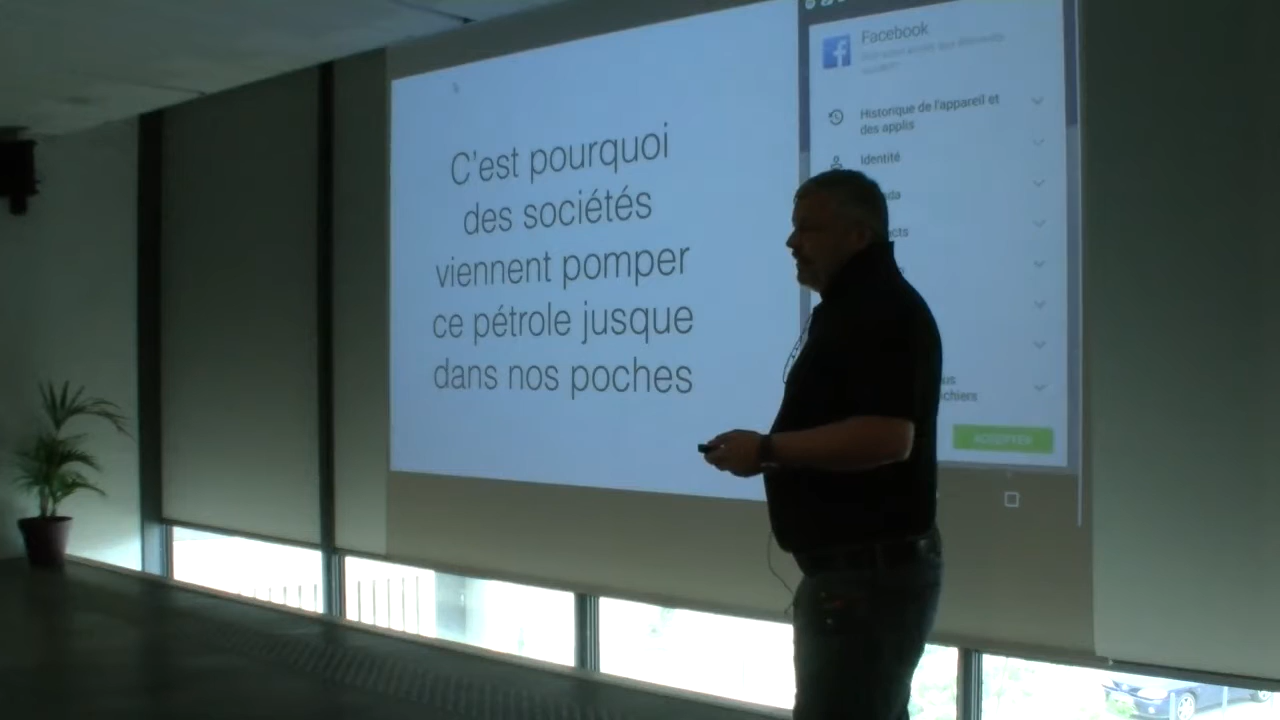 C'est pourquoi
des sociétés
viennent pomper
ce pétrole jusque
dans nos poches
Facebook
Historique de l'appareil et
des applis
Identité
ACCEPTER